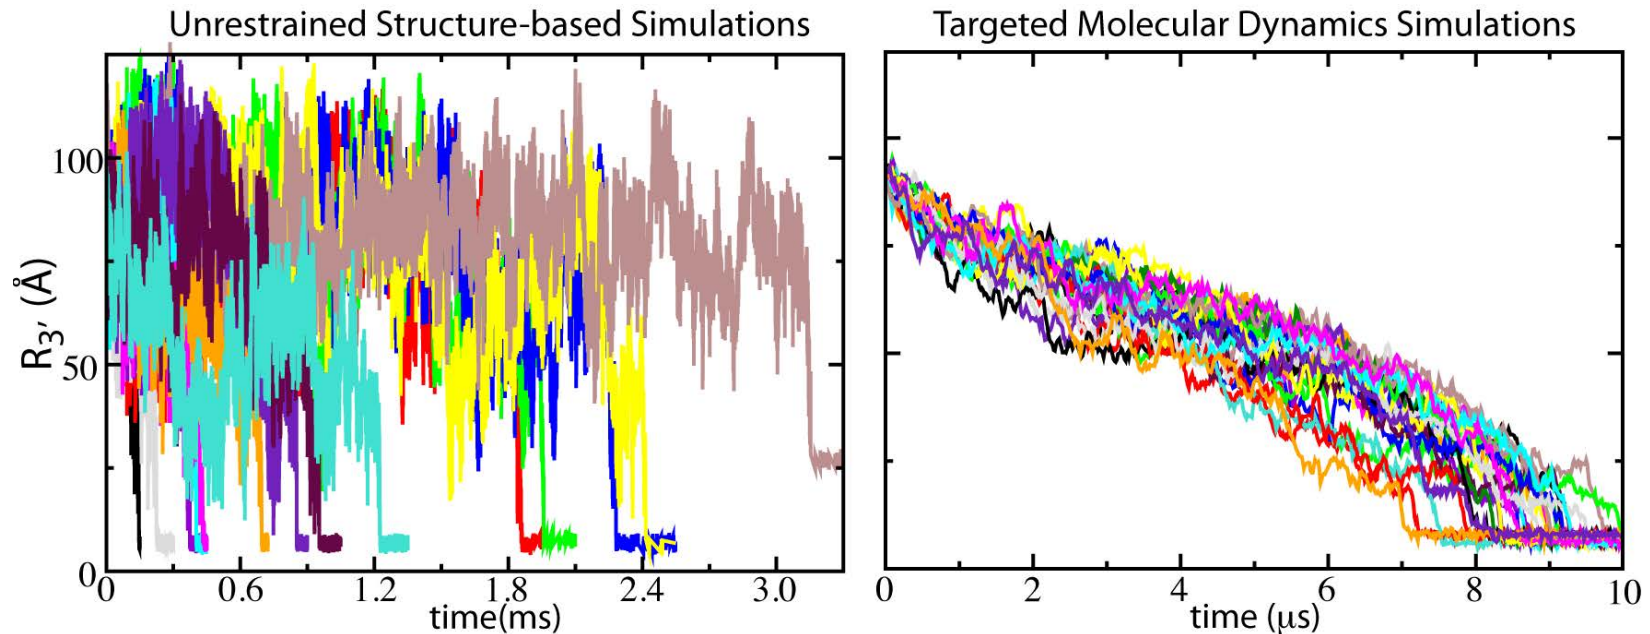 Unrestrained Structure-based Simulations
Targeted Molecular Dynamics Simulations
R3′ (Å)
100
50
0
0 0.6 1.2 1.8 2.4 3.0
time(ms)
0 2 4 6 8 10
time (μs)